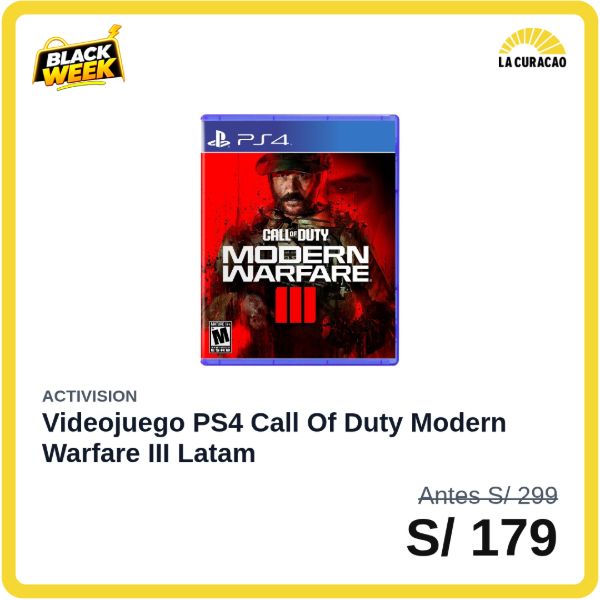 BLACK
WEEK
LA CURACAO
PS4
CALL OF DUTY
MODERN
WARFARE
III
M
ESRB
ACTIVISION
Videojuego PS4 Call Of Duty Modern
Warfare III Latam
Antes S/ 299
S/ 179